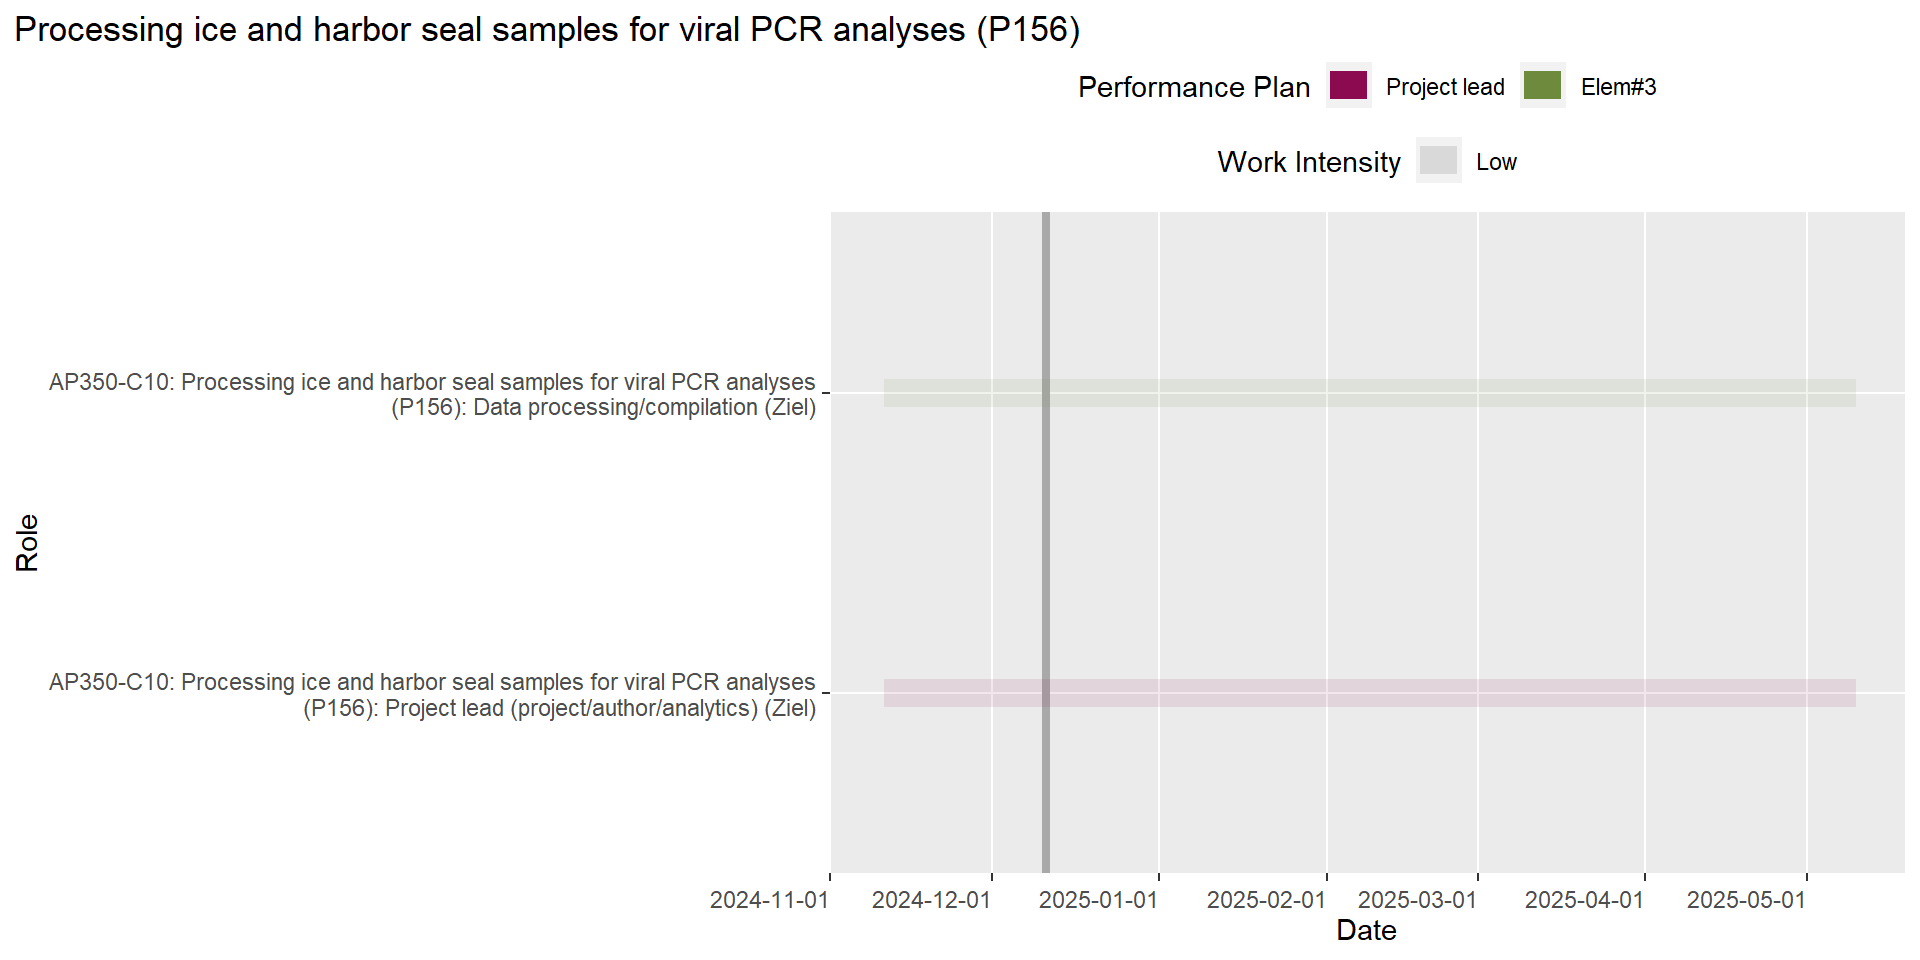 Processing ice and harbor seal samples for viral PCR analyses (P156)
Performance Plan Project lead Elem#3
Work Intensity Low
AP350-C10: Processing ice and harbor seal samples for viral PCR analyses
(P156): Data processing/compilation (Ziel)
Role
AP350-C10: Processing ice and harbor seal samples for viral PCR analyses
(P156): Project lead (project/author/analytics) (Ziel)
2024-11-01 2024-12-01 2025-01-01 2025-02-01 2025-03-01 2025-04-01 2025-05-01
Date